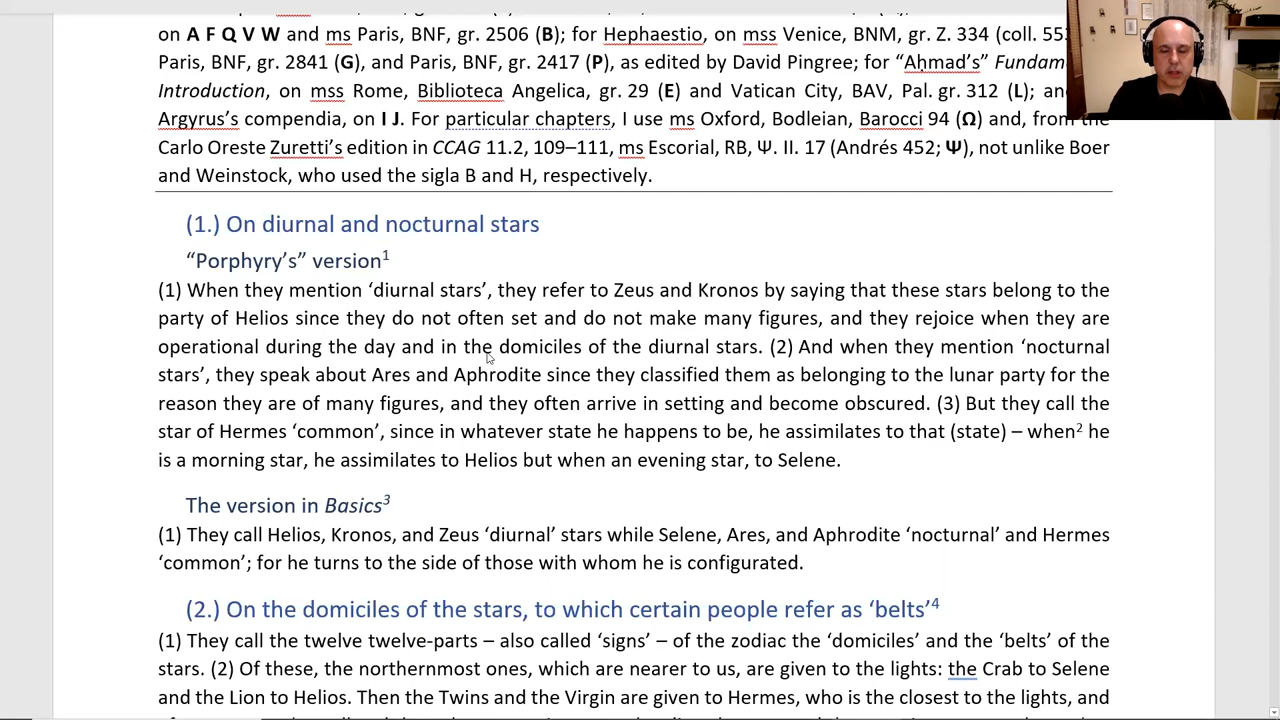 on A F Q V W and ms Paris, BNF, gr. 2506 (B); for Hephaestio, on mss Venice, BNM, gr. Z. 334 (coll. 55
Paris, BNF, gr. 2841 (G), and Paris, BNF, gr. 2417 (P), as edited by David Pingree; for “Aḥmad’s” Fundam
Introduction, on mss Rome, Biblioteca Angelica, gr. 29 (E) and Vatican City, BAV, Pal. gr. 312 (L); an
Argyrus’s compendia, on I J. For particular chapters, I use ms Oxford, Bodleian, Barocci 94 (Ω) and, from the
Carlo Oreste Zuretti’s edition in CCAG 11.2, 109–111, ms Escorial, RB, Ψ. II. 17 (Andrés 452; Ψ), not unlike Boer
and Weinstock, who used the sigla B and H, respectively.
(1.) On diurnal and nocturnal stars
“Porphyry’s” version1
(1) When they mention ‘diurnal stars’, they refer to Zeus and Kronos by saying that these stars belong to the
party of Helios since they do not often set and do not make many figures, and they rejoice when they are
operational during the day and in the domiciles of the diurnal stars. (2) And when they mention ‘nocturnal
stars’, they speak about Ares and Aphrodite since they classified them as belonging to the lunar party for the
reason they are of many figures, and they often arrive in setting and become obscured. (3) But they call the
star of Hermes ‘common’, since in whatever state he happens to be, he assimilates to that (state) – when2 he
is a morning star, he assimilates to Helios but when an evening star, to Selene.
The version in Basics3
(1) They call Helios, Kronos, and Zeus ‘diurnal’ stars while Selene, Ares, and Aphrodite ‘nocturnal’ and Hermes
‘common’; for he turns to the side of those with whom he is configurated.
(2.) On the domiciles of the stars, to which certain people refer as ‘belts’4
(1) They call the twelve twelve-parts – also called ‘signs’ – of the zodiac the ‘domiciles’ and the ‘belts’ of the
stars. (2) Of these, the northernmost ones, which are nearer to us, are given to the lights: the Crab to Selene
and the Lion to Helios. Then the Twins and the Virgin are given to Hermes, who is the closest to the lights, and